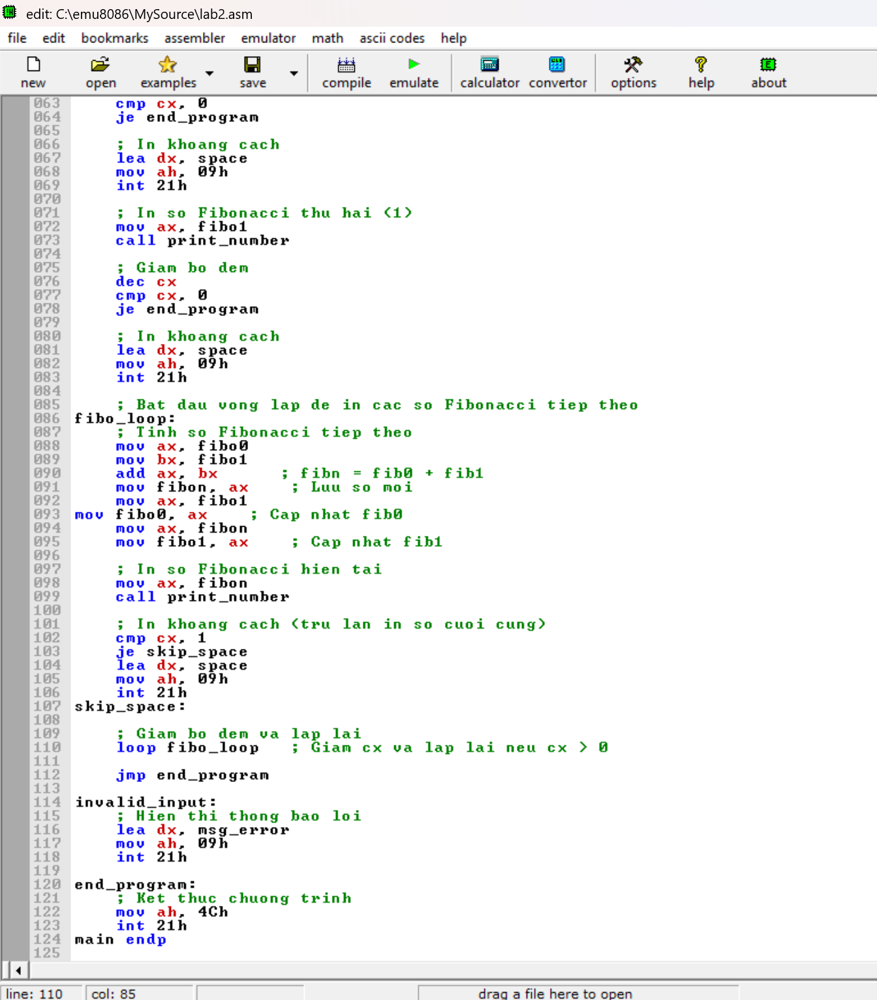 edit: C:\emu8086\MySource\lab2.asm
file edit bookmarks assembler emulator math ascii codes help
new open examples save compile emulate calculator convertor options help about
063 cmp cx, 0
064 je end_program
065
066 ; In khoang cach
067 lea dx, space
068 mov ah, 09h
069 int 21h
070
071 ; In so Fibonacci thu hai (1)
072 mov ax, fibo1
073 call print_number
074
075 ; Giam bo dem
076 dec cx
077 cmp cx, 0
078 je end_program
079
080 ; In khoang cach
081 lea dx, space
082 mov ah, 09h
083 int 21h
084
085 ; Bat dau vong lap de in cac so Fibonacci tiep theo
086 fibo_loop:
087 ; Tinh so Fibonacci tiep theo
088 mov ax, fibo0
089 mov bx, fibo1
090 add ax, bx ; fibn = fib0 + fib1
091 mov fibon, ax ; Luu so moi
092 mov ax, fibo1
093 mov fibo0, ax ; Cap nhat fib0
094 mov ax, fibon
095 mov fibo1, ax ; Cap nhat fib1
096
097 ; In so Fibonacci hien tai
098 mov ax, fibon
099 call print_number
100
101 ; In khoang cach (tru lan in so cuoi cung)
102 cmp cx, 1
103 je skip_space
104 lea dx, space
105 mov ah, 09h
106 int 21h
107 skip_space:
108
109 ; Giam bo dem va lap lai
110 loop fibo_loop ; Giam cx va lap lai neu cx > 0
111
112 jmp end_program
113
114 invalid_input:
115 ; Hien thi thong bao loi
116 lea dx, msg_error
117 mov ah, 09h
118 int 21h
119
120 end_program:
121 ; Ket thuc chuong trinh
122 mov ah, 4Ch
123 int 21h
124 main endp
125
line: 110 col: 85 drag a file here to open